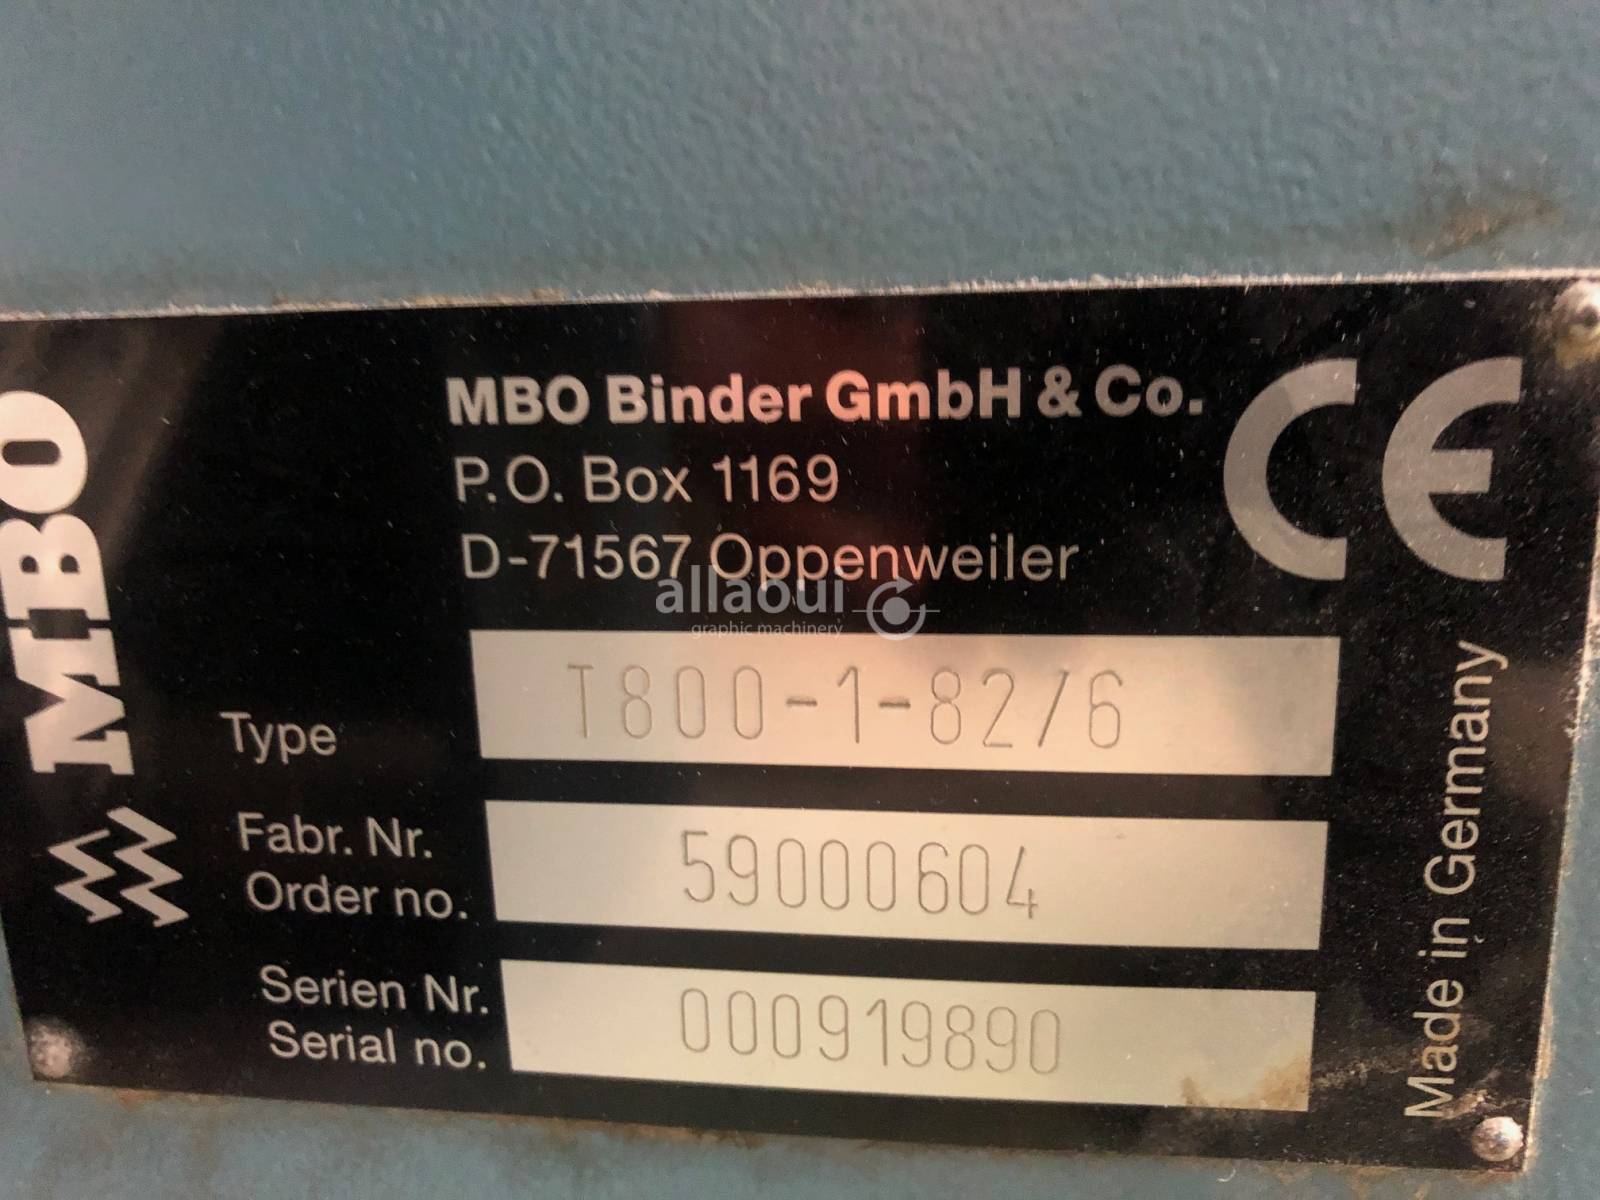 MBO
MBO Binder GmbH & Co.
P.O. Box 1169
D-71567 Oppenweiler
CE
allaoui
graphic machinery
Type T800-1-82/6
Fabr. Nr.
Order no. 59000604
Serien Nr.
Serial no. 000919890
Made in Germany